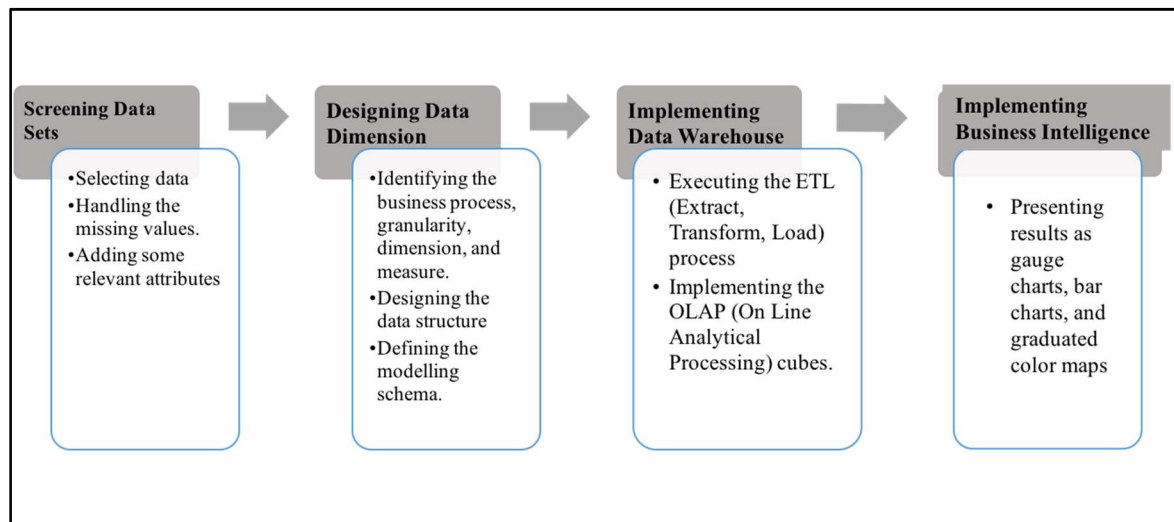 Screening Data
Sets
•Selecting data
•Handling the
missing values.
•Adding some
relevant attributes
Designing Data
Dimension
•Identifying the
business process,
granularity,
dimension, and
measure.
•Designing the
data structure
•Defining the
modelling
schema.
Implementing
Data Warehouse
• Executing the ETL
(Extract,
Transform, Load)
process
• Implementing the
OLAP (On Line
Analytical
Processing) cubes.
Implementing
Business Intelligence
• Presenting
results as
gauge
charts, bar
charts, and
graduated
color maps